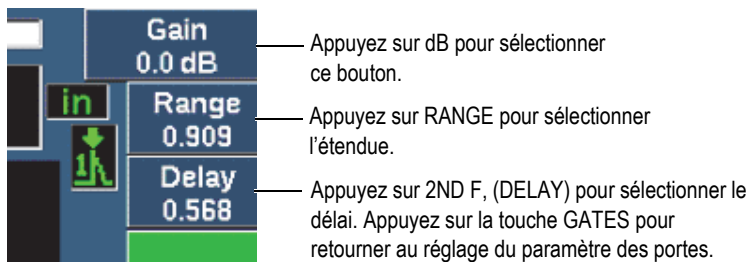 Gain
0.0 dB
Appuyez sur dB pour sélectionner
ce bouton.
in
Range
0.909
Appuyez sur RANGE pour sélectionner
l’étendue.
1
Delay
0.568
Appuyez sur 2ND F, (DELAY) pour sélectionner le
délai. Appuyez sur la touche GATES pour
retourner au réglage du paramètre des portes.